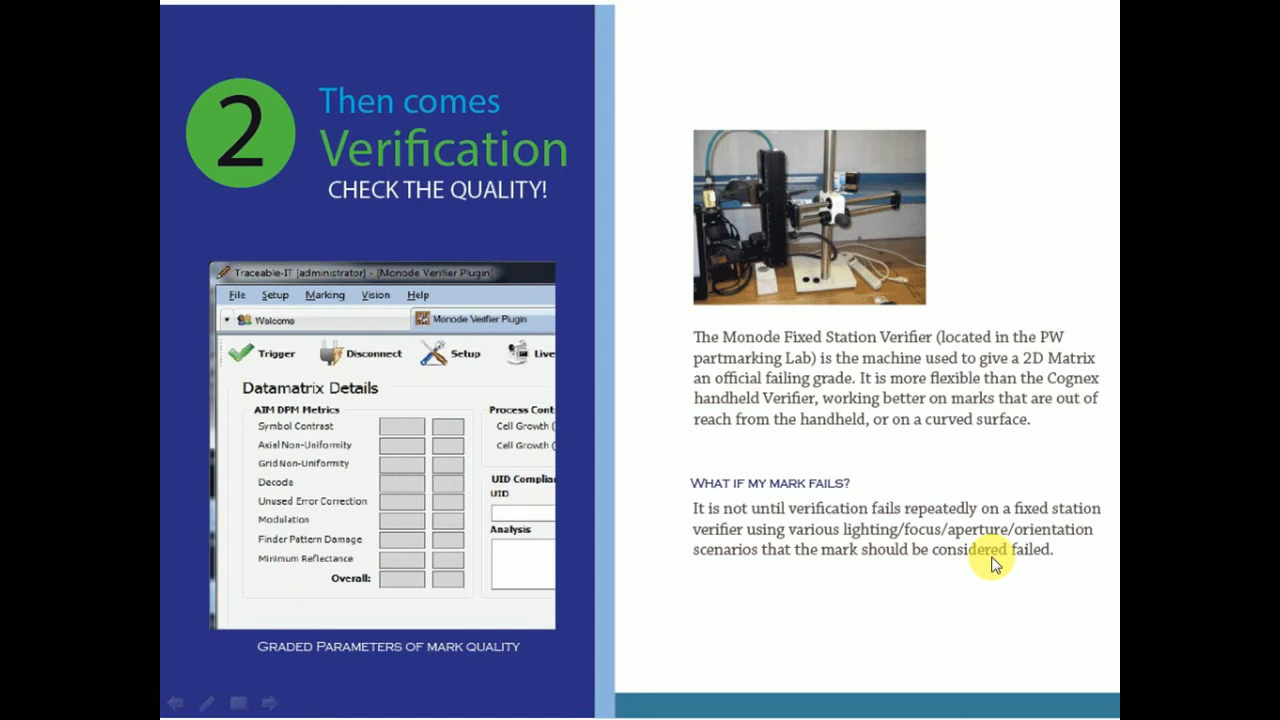 2
Then comes
Verification
CHECK THE QUALITY!
Traceable-IT [administrator] - [Monode Verifier Plugin]
File Setup Marking Vision Help
Welcome Monode Verifier Plugin
Trigger Disconnect Setup Live
Datamatrix Details
AIM DPM Metrics
Symbol Contrast
Axial Non-Uniformity
Grid Non-Uniformity
Decode
Unused Error Correction
Modulation
Finder Pattern Damage
Minimum Reflectance
Overall:
Process Cont
Cell Growth (
Cell Growth (
UID Complia
UID
Analysis
GRADED PARAMETERS OF MARK QUALITY
The Monode Fixed Station Verifier (located in the PW
partmarking Lab) is the machine used to give a 2D Matrix
an official failing grade. It is more flexible than the Cognex
handheld Verifier, working better on marks that are out of
reach from the handheld, or on a curved surface.
WHAT IF MY MARK FAILS?
It is not until verification fails repeatedly on a fixed station
verifier using various lighting/focus/aperture/orientation
scenarios that the mark should be considered failed.